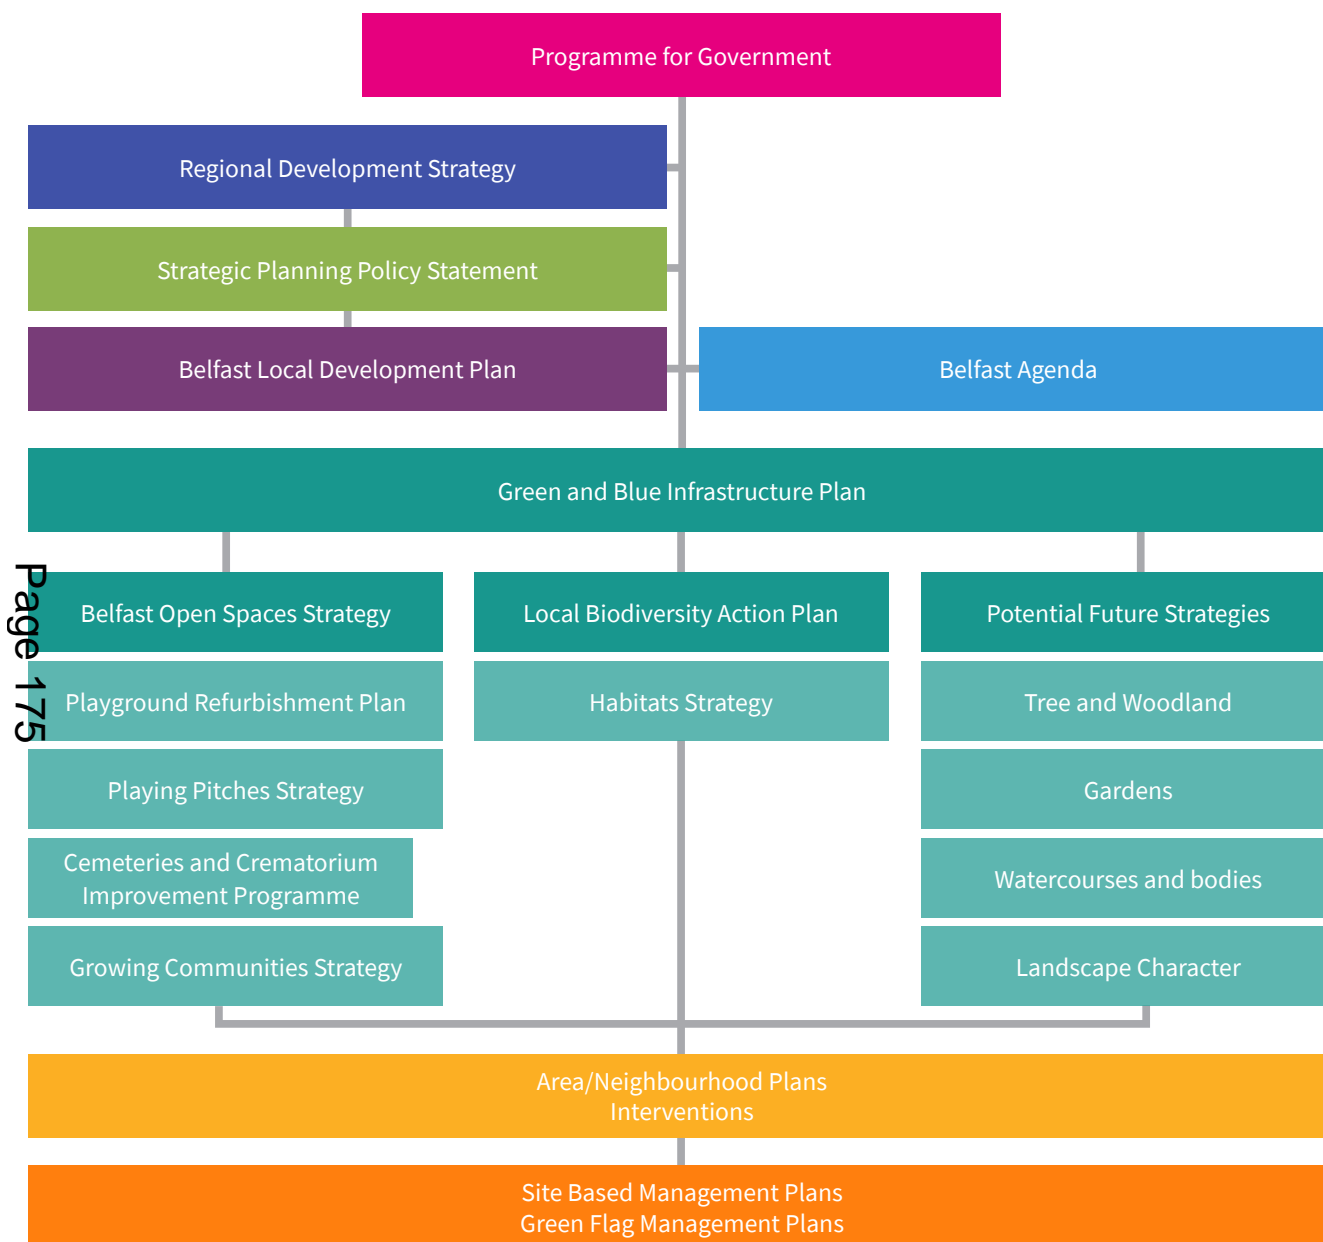 Programme for Government
Regional Development Strategy
Strategic Planning Policy Statement
Belfast Local Development Plan
Belfast Agenda
Green and Blue Infrastructure Plan
Belfast Open Spaces Strategy
Playground Refurbishment Plan
Playing Pitches Strategy
Cemeteries and Crematorium
Improvement Programme
Growing Communities Strategy
Local Biodiversity Action Plan
Habitats Strategy
Potential Future Strategies
Tree and Woodland
Gardens
Watercourses and bodies
Landscape Character
Area/Neighbourhood Plans
Interventions
Site Based Management Plans
Green Flag Management Plans
Page 175